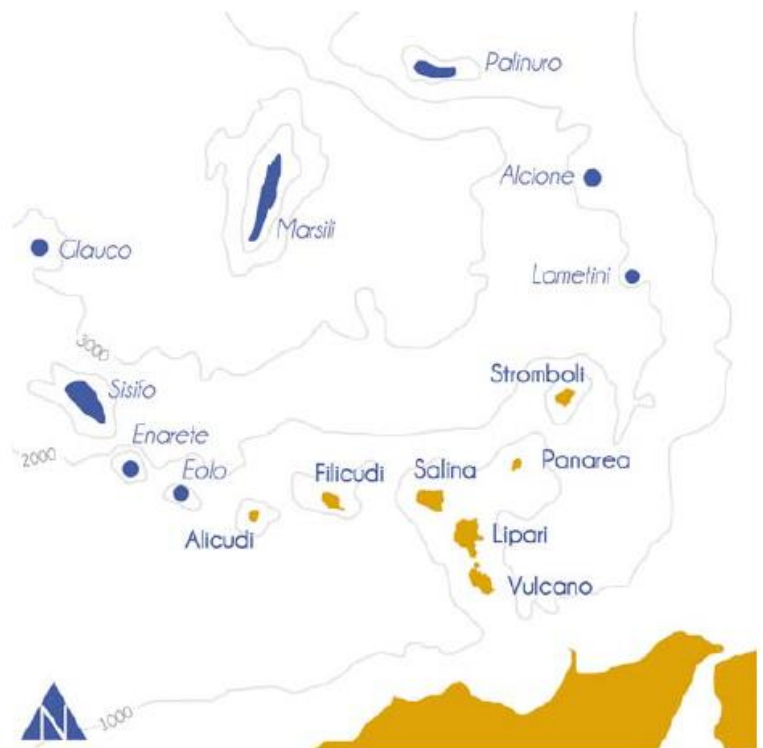 Palinuro
Alcione
Marsili
Glauco
Lametini
3000
Stromboli
Sisifo
Enarete
2000
Eolo
Filicudi
Salina
Panarea
Alicudi
Lipari
Vulcano
N
1000